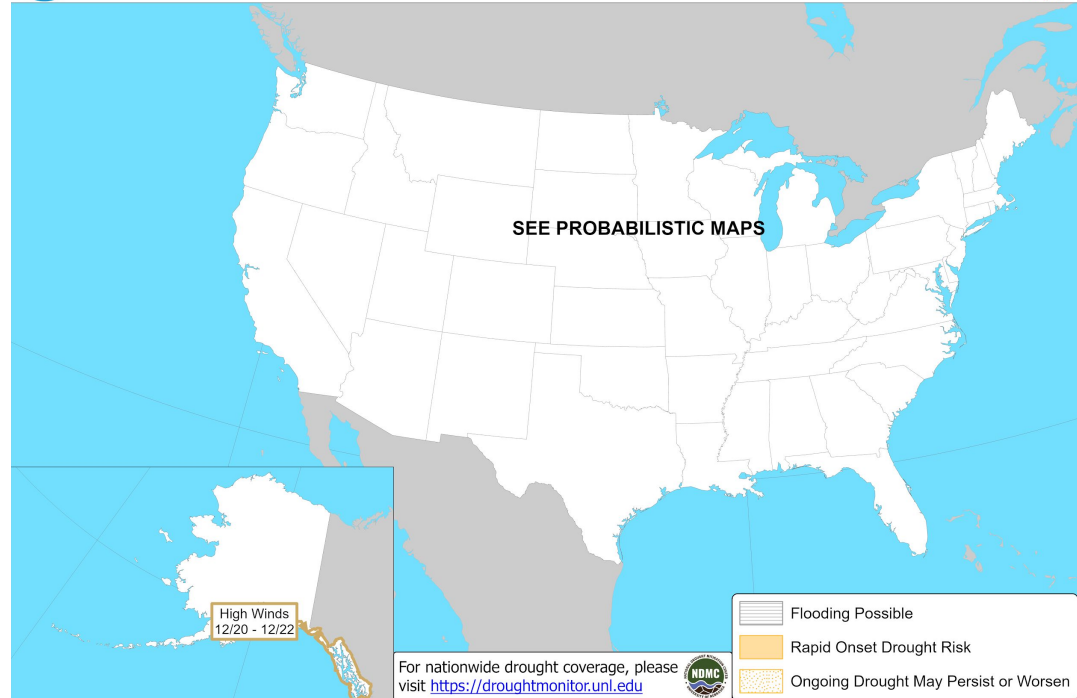 SEE PROBABILISTIC MAPS
High Winds
12/20 - 12/22
For nationwide drought coverage, please
visit https://droughtmonitor.unl.edu
NDMC
Flooding Possible
Rapid Onset Drought Risk
Ongoing Drought May Persist or Worsen